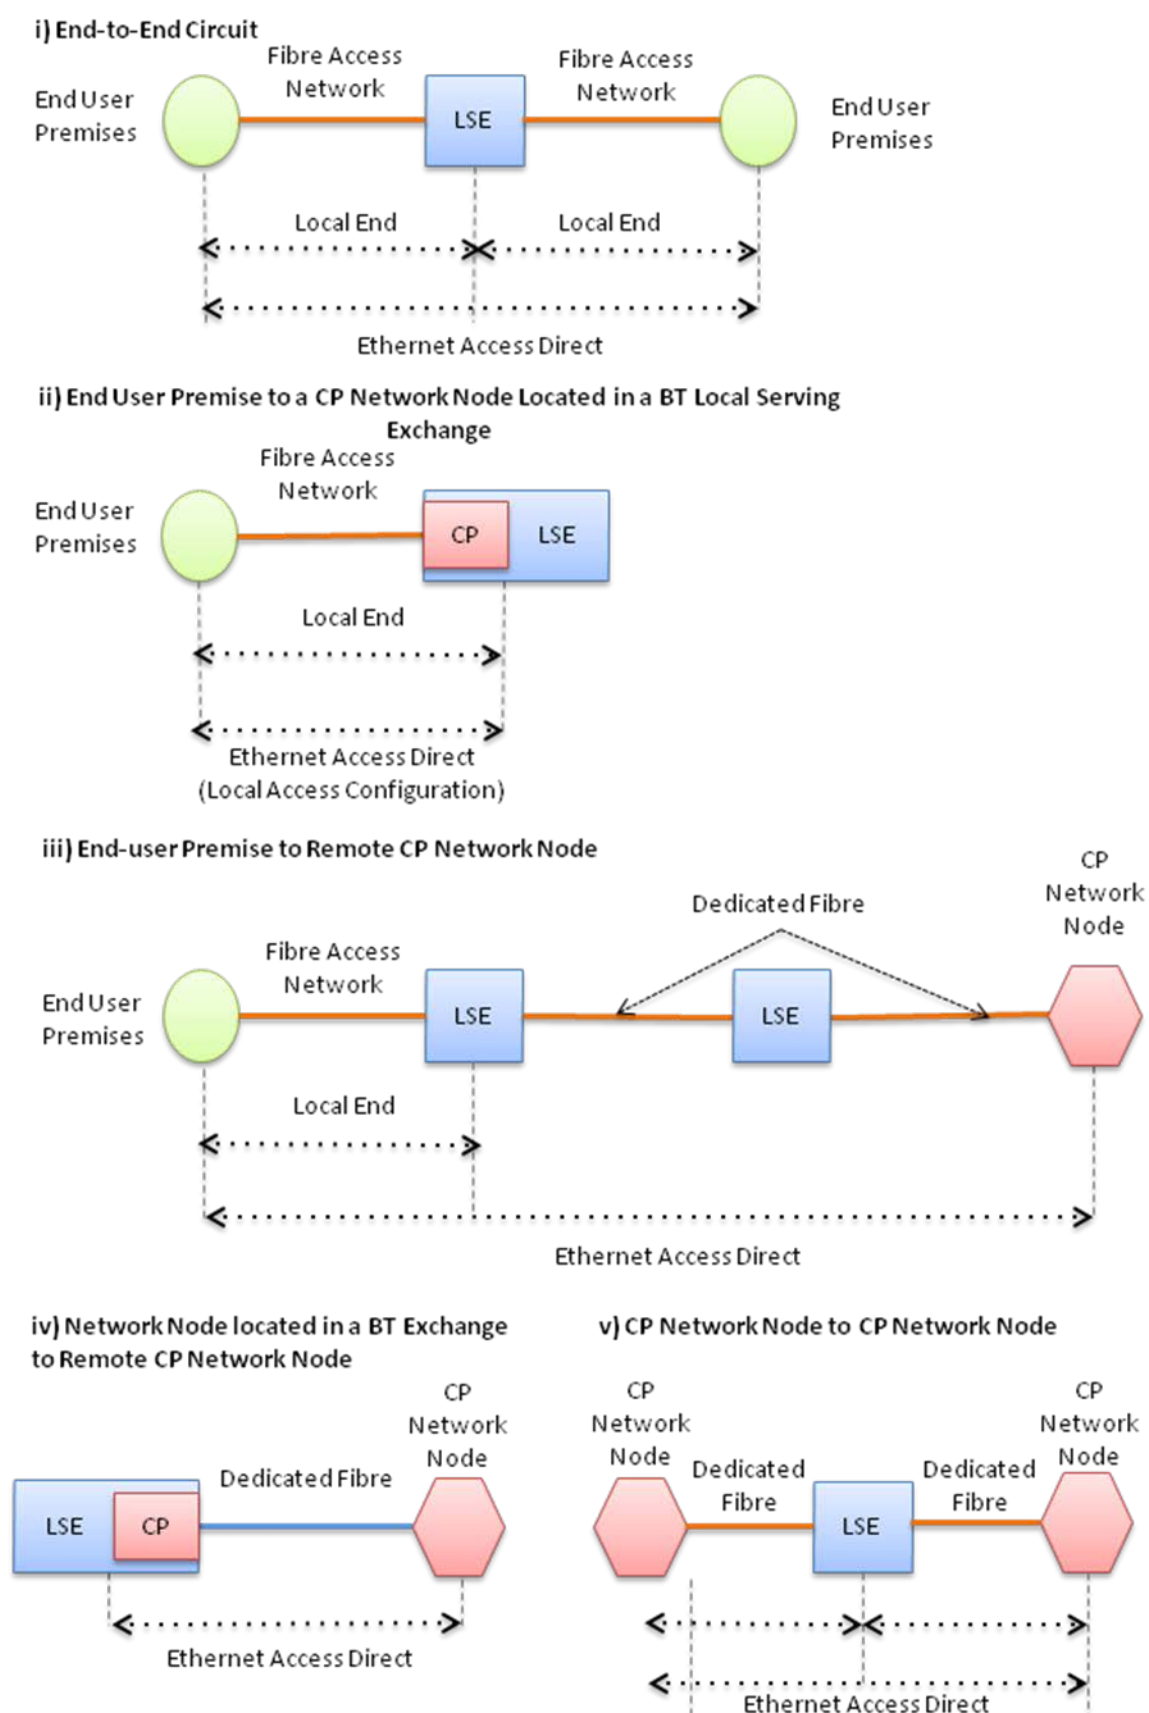 i) End-to-End Circuit
Fibre Access
Network
Fibre Access
Network
End User
Premises
LSE
End User
Premises
Local End
Local End
Ethernet Access Direct
ii) End User Premise to a CP Network Node Located in a BT Local Serving
Exchange
Fibre Access
Network
End User
Premises
CP
LSE
Local End
Ethernet Access Direct
(Local Access Configuration)
iii) End-user Premise to Remote CP Network Node
CP
Network
Node
Dedicated Fibre
Fibre Access
Network
End User
Premises
LSE
LSE
Local End
Ethernet Access Direct
iv) Network Node located in a BT Exchange
to Remote CP Network Node
CP
Network
Node
Dedicated Fibre
LSE
CP
Ethernet Access Direct
v) CP Network Node to CP Network Node
CP
Network
Node
CP
Network
Node
Dedicated
Fibre
Dedicated
Fibre
LSE
Ethernet Access Direct